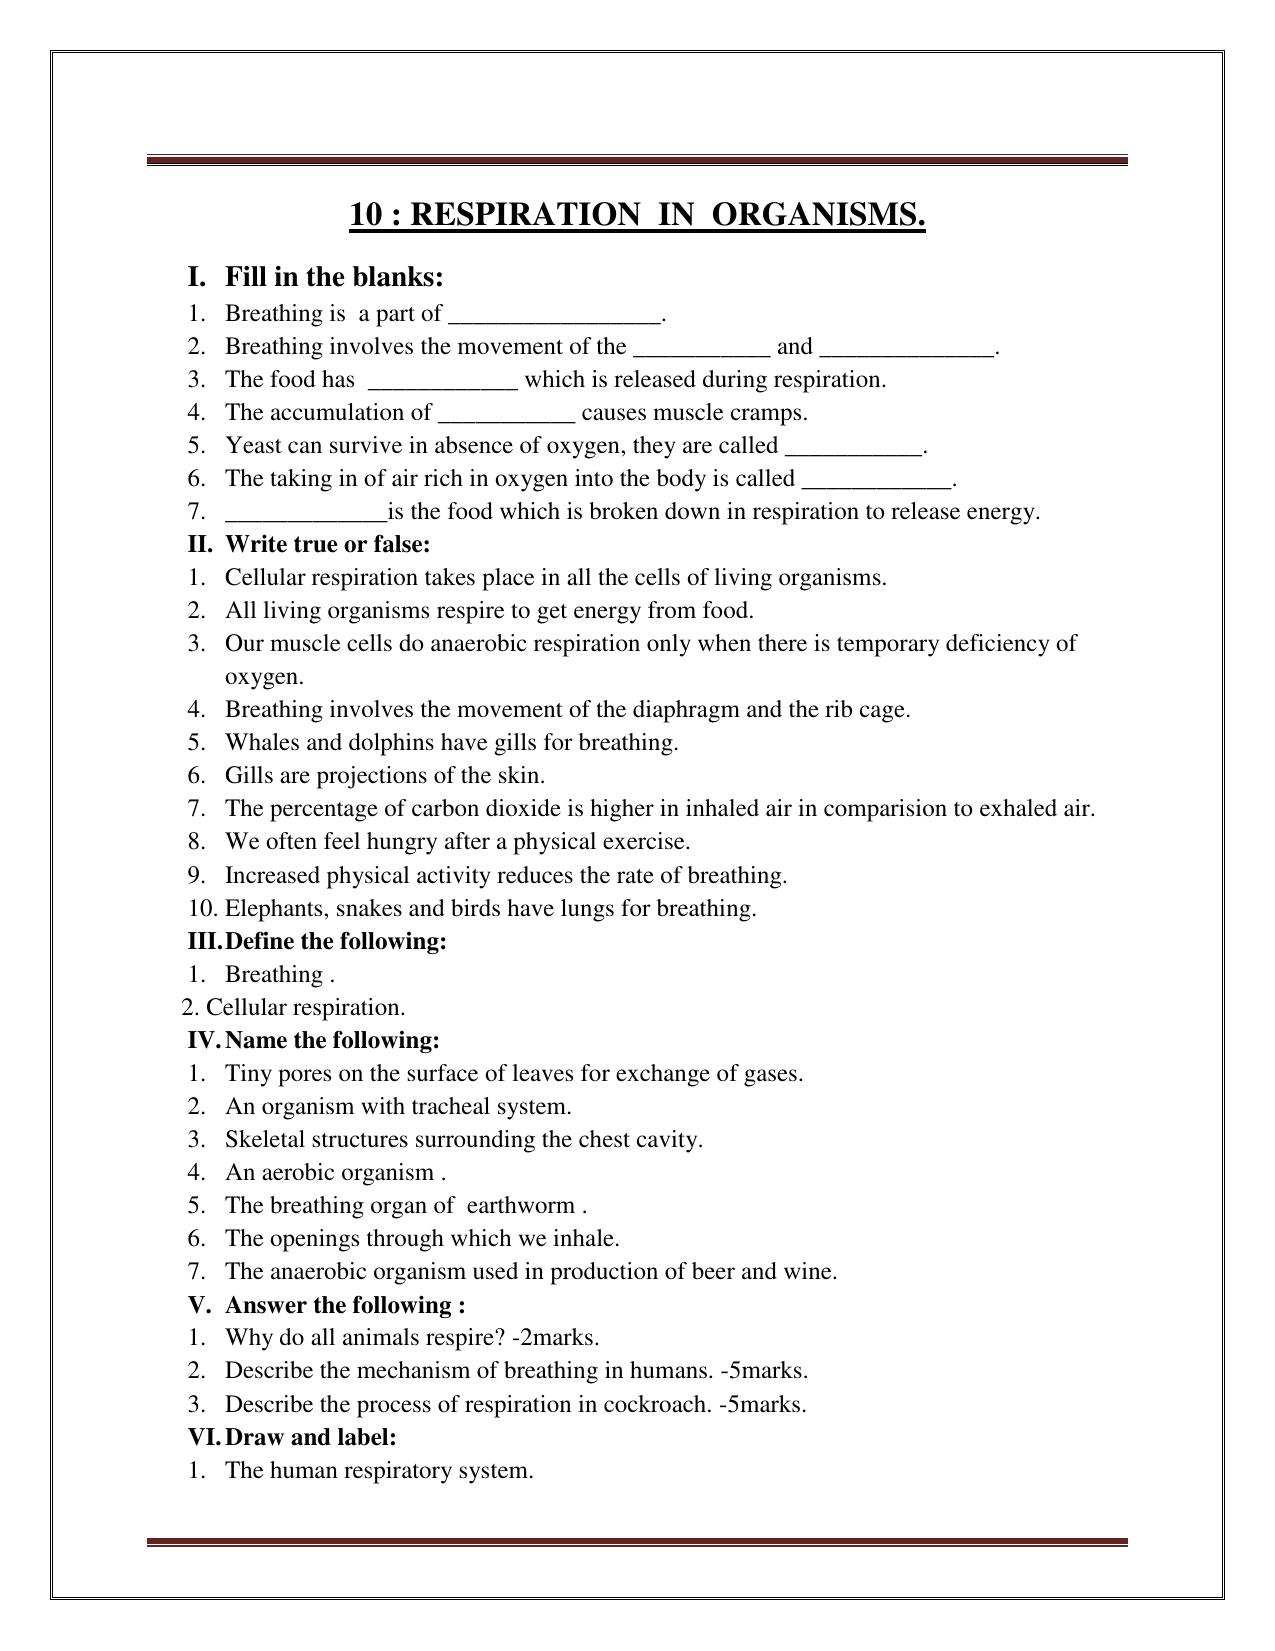 10 : RESPIRATION  IN  ORGANISMS.
I. Fill in the blanks:
1. Breathing is  a part of _________________.
2. Breathing involves the movement of the ___________ and ______________.
3. The food has  ____________ which is released during respiration.
4. The accumulation of ___________ causes muscle cramps.
5. Yeast can survive in absence of oxygen, they are called ___________.
6. The taking in of air rich in oxygen into the body is called ____________.
7. _____________is the food which is broken down in respiration to release energy.
II. Write true or false:
1. Cellular respiration takes place in all the cells of living organisms.
2. All living organisms respire to get energy from food.
3. Our muscle cells do anaerobic respiration only when there is temporary deficiency of
oxygen.
4. Breathing involves the movement of the diaphragm and the rib cage.
5. Whales and dolphins have gills for breathing.
6. Gills are projections of the skin.
7. The percentage of carbon dioxide is higher in inhaled air in comparision to exhaled air.
8. We often feel hungry after a physical exercise.
9. Increased physical activity reduces the rate of breathing.
10. Elephants, snakes and birds have lungs for breathing.
III. Define the following:
1. Breathing .
2. Cellular respiration.
IV. Name the following:
1. Tiny pores on the surface of leaves for exchange of gases.
2. An organism with tracheal system.
3. Skeletal structures surrounding the chest cavity.
4. An aerobic organism .
5. The breathing organ of  earthworm .
6. The openings through which we inhale.
7. The anaerobic organism used in production of beer and wine.
V. Answer the following :
1. Why do all animals respire? -2marks.
2. Describe the mechanism of breathing in humans. -5marks.
3. Describe the process of respiration in cockroach. -5marks.
VI. Draw and label:
1. The human respiratory system.